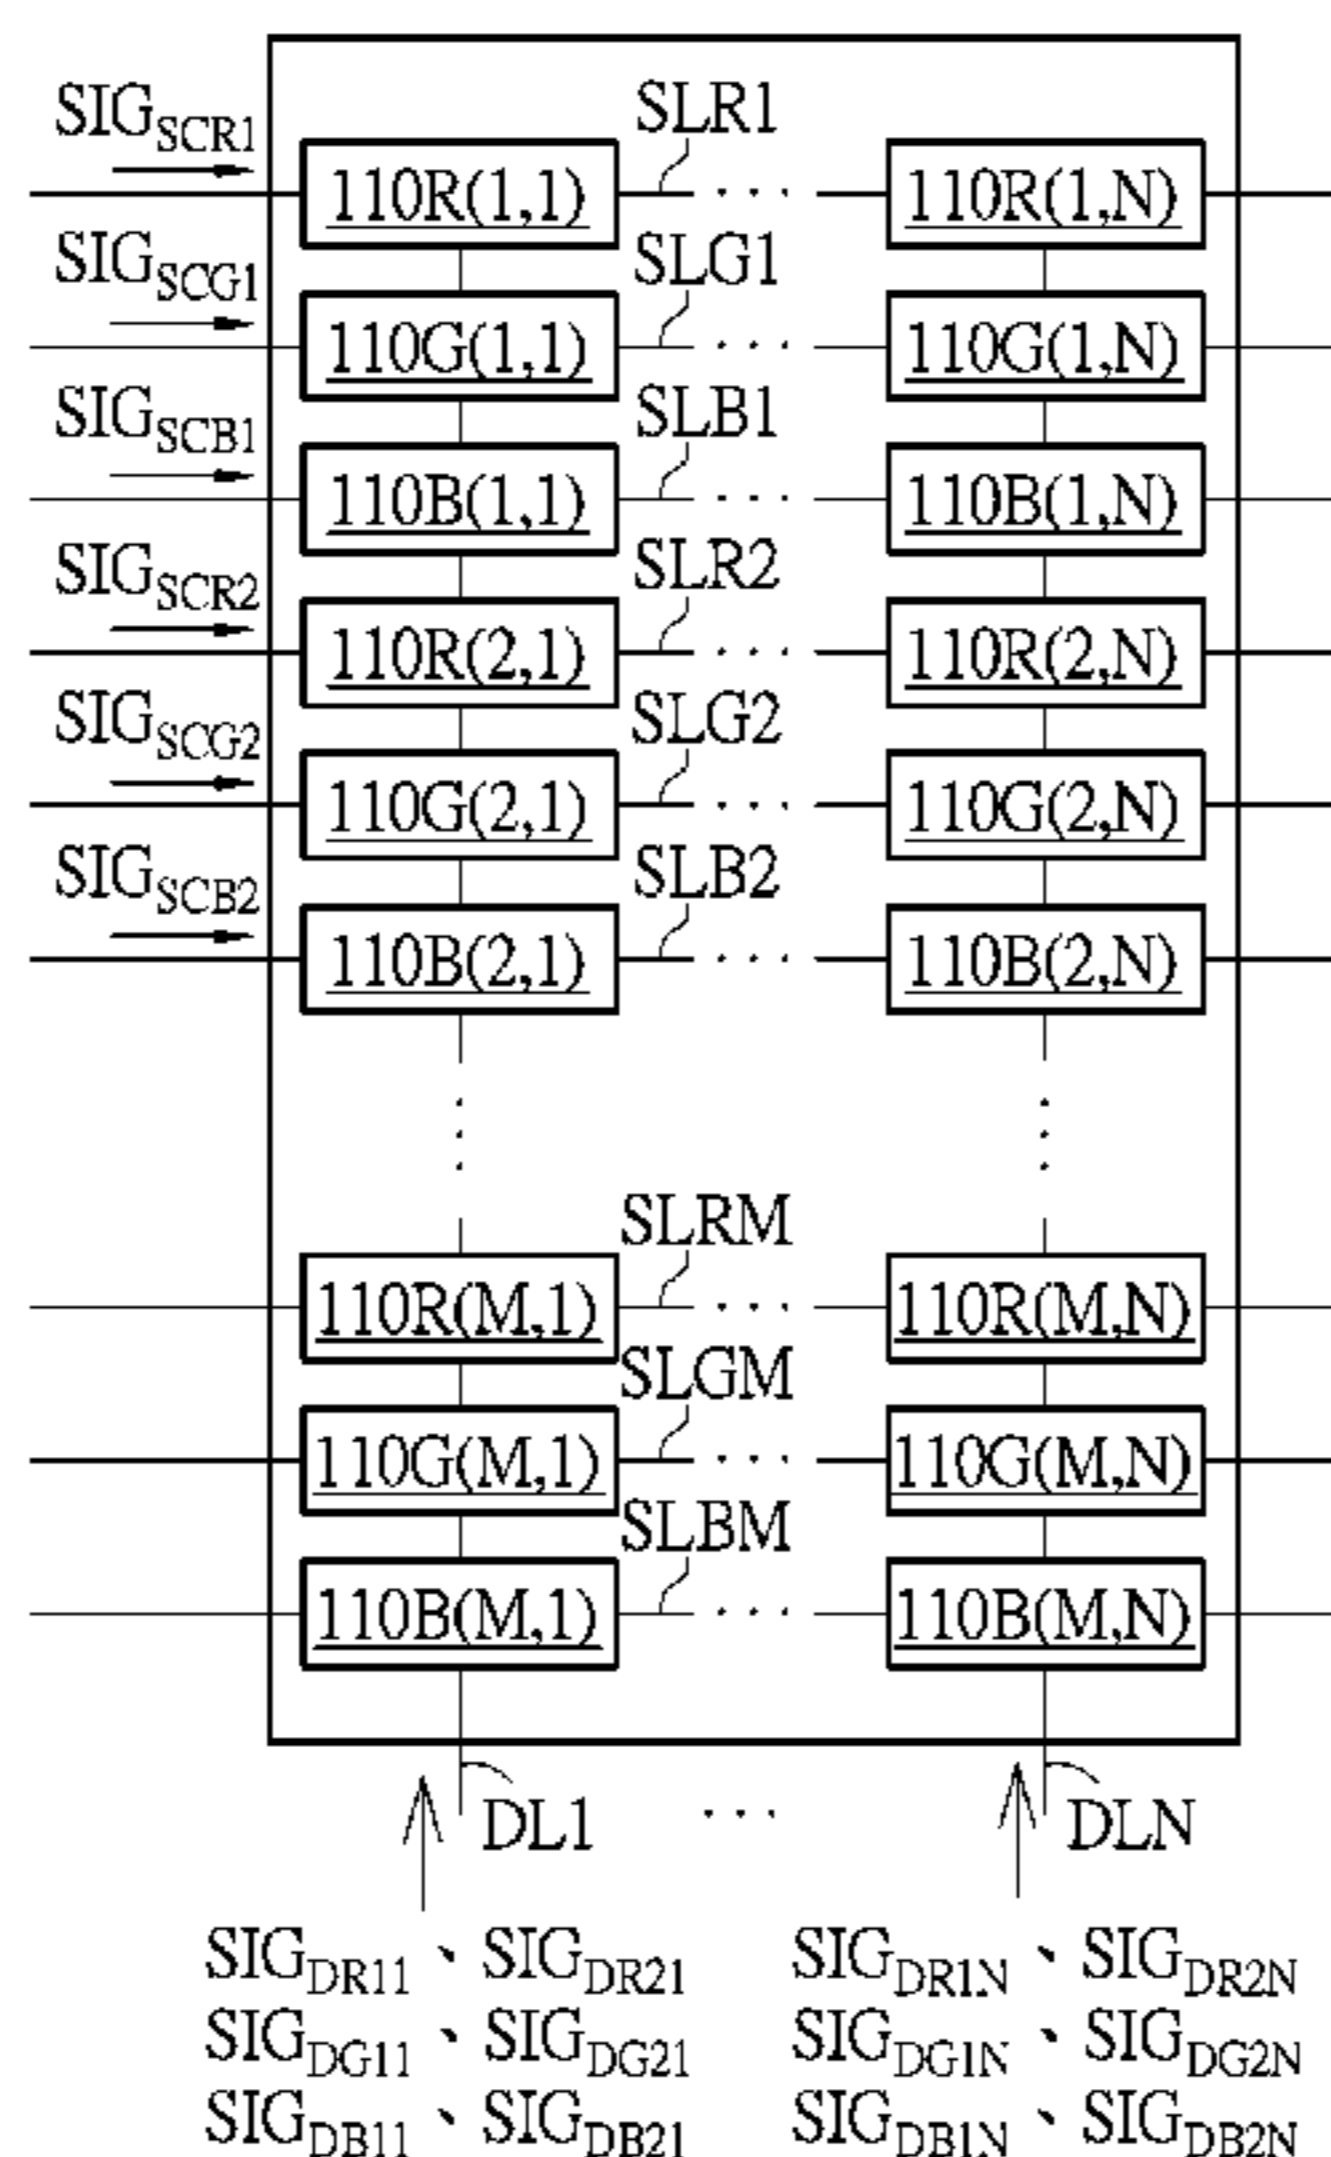 SIGSCR1 SLR1
110R(1,1) ··· 110R(1,N)
SIGSCG1 SLG1
110G(1,1) ··· 110G(1,N)
SIGSCB1 SLB1
110B(1,1) ··· 110B(1,N)
SIGSCR2 SLR2
110R(2,1) ··· 110R(2,N)
SIGSCG2 SLG2
110G(2,1) ··· 110G(2,N)
SIGSCB2 SLB2
110B(2,1) ··· 110B(2,N)
SLRM
110R(M,1) ··· 110R(M,N)
SLGM
110G(M,1) ··· 110G(M,N)
SLBM
110B(M,1) ··· 110B(M,N)
DL1 ··· DLN
SIGDR11、SIGDR21 SIGDR1N、SIGDR2N
SIGDG11、SIGDG21 SIGDG1N、SIGDG2N
SIGDB11、SIGDB21 SIGDB1N、SIGDB2N